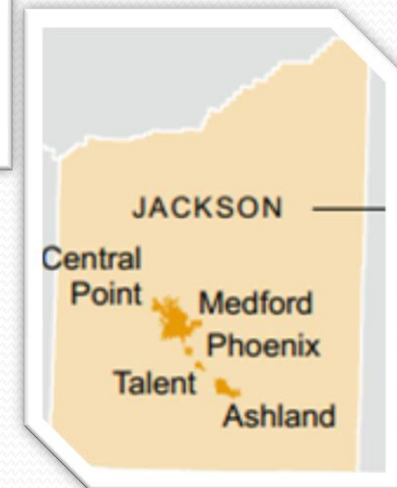 JACKSON
Central
Point
Medford
Phoenix
Talent
Ashland